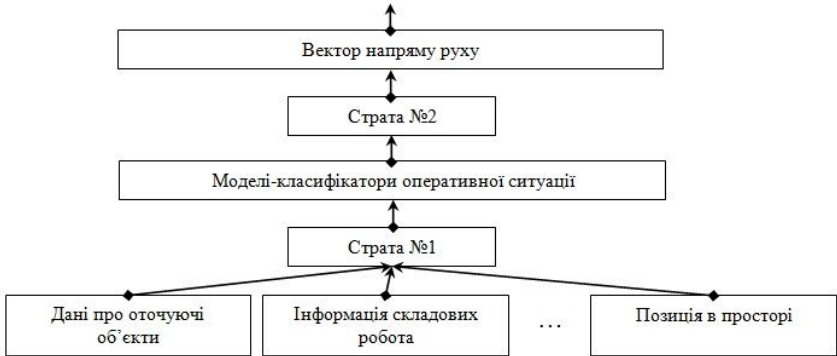 Вектор напряму руху
Страта №2
Моделі-класифікатори оперативної ситуації
Страта №1
Дані про оточуючі
об’єкти
Інформація складових
робота
...
Позиція в просторі